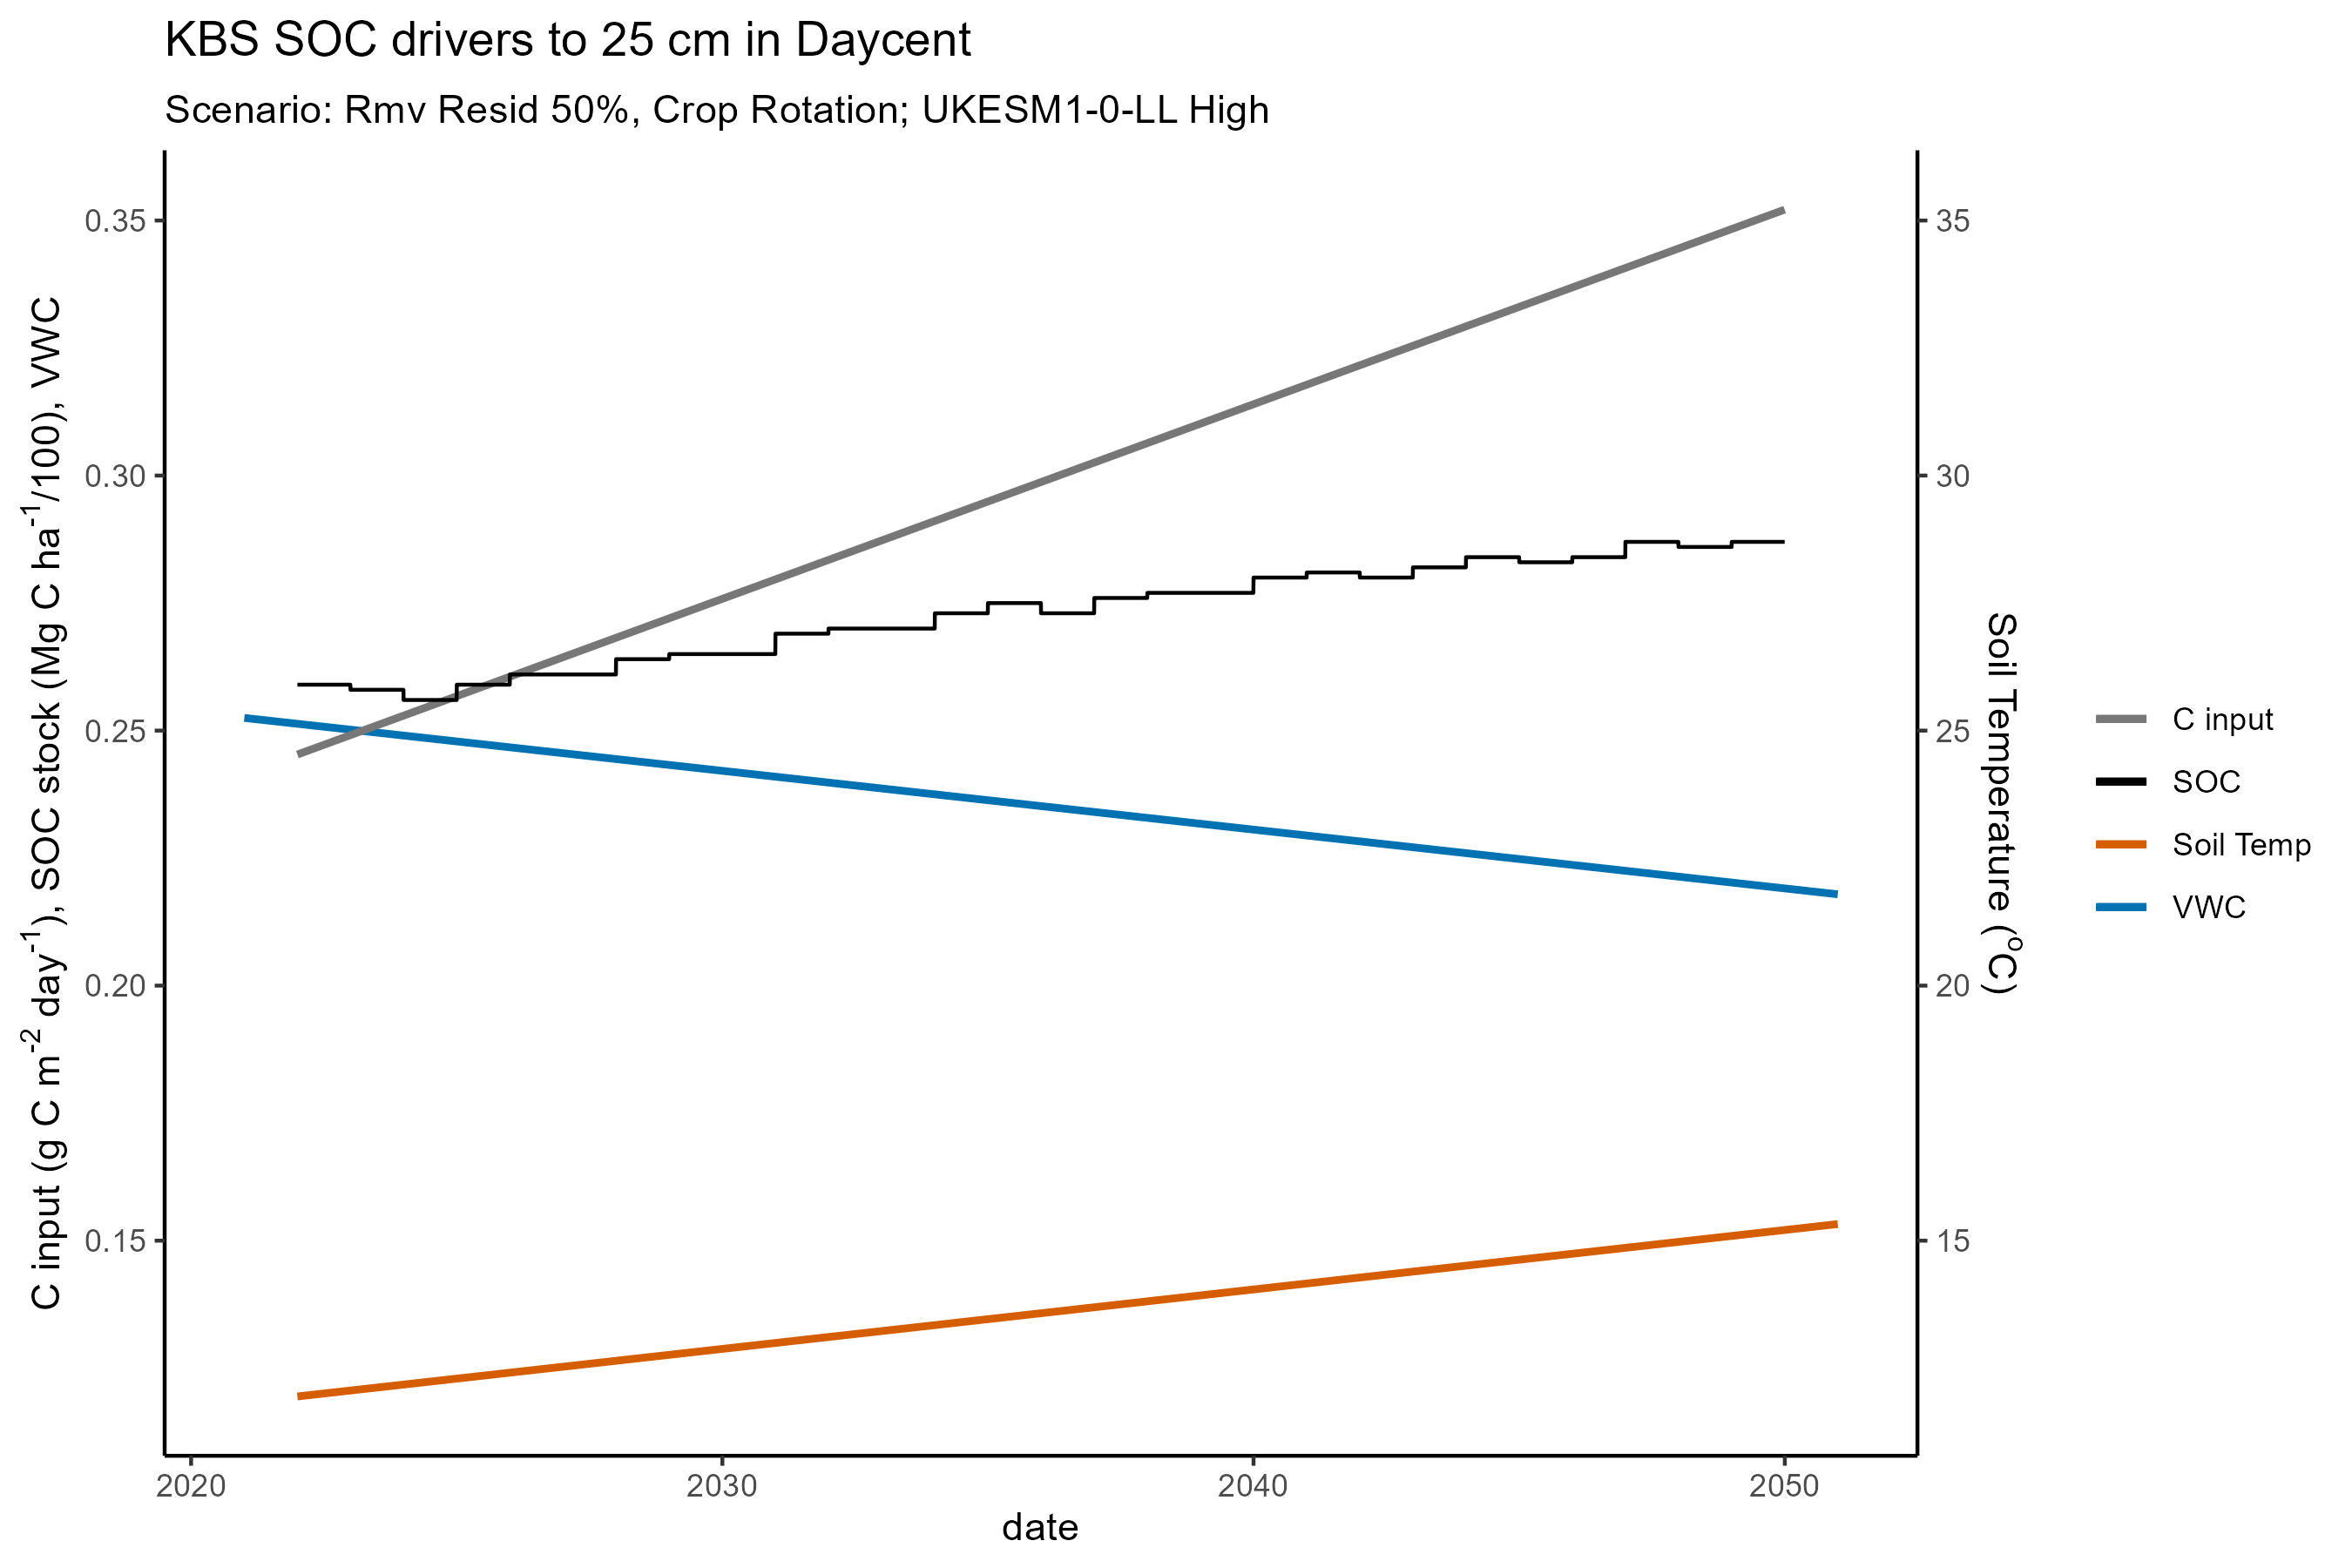 KBS SOC drivers to 25 cm in Daycent
Scenario: Rmv Resid 50%, Crop Rotation; UKESM1-0-LL High
C input (g C m⁻² day⁻¹), SOC stock (Mg C ha⁻¹/100), VWC
0.35
0.30
0.25
0.20
0.15
35
30
25
20
15
Soil Temperature (ºC)
2020
2030
2040
2050
date
C input
SOC
Soil Temp
VWC